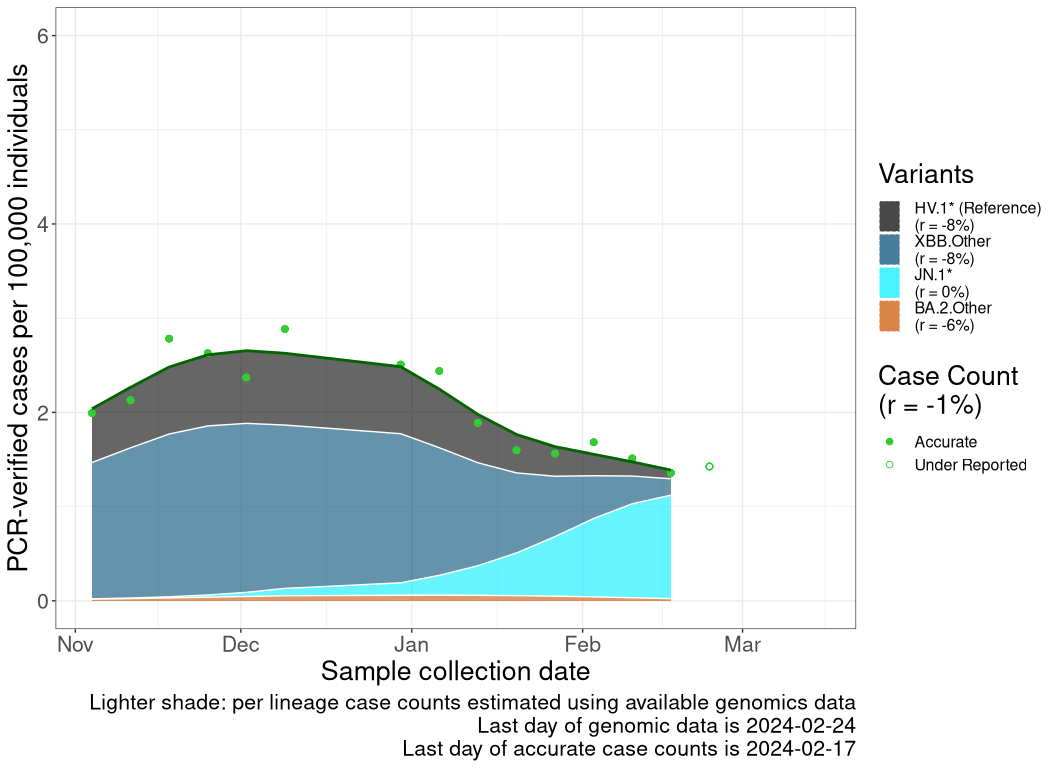 PCR-verified cases per 100,000 individuals
6
4
2
0
Nov Dec Jan Feb Mar
Sample collection date
Lighter shade: per lineage case counts estimated using available genomics data
Last day of genomic data is 2024-02-24
Last day of accurate case counts is 2024-02-17
Variants
HV.1* (Reference)
(r = -8%)
XBB.Other
(r = -8%)
JN.1*
(r = 0%)
BA.2.Other
(r = -6%)
Case Count
(r = -1%)
Accurate
Under Reported